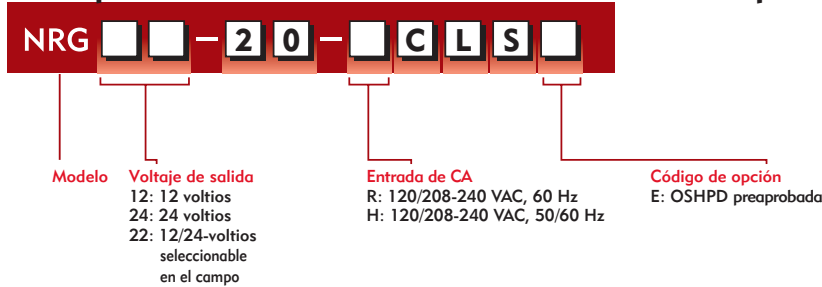 NRG - 2 0 - C L S
Modelo
Voltaje de salida
12: 12 voltios
24: 24 voltios
22: 12/24-voltios
seleccionable
en el campo
Entrada de CA
R: 120/208-240 VAC, 60 Hz
H: 120/208-240 VAC, 50/60 Hz
Código de opción
E: OSHPD preaprobada